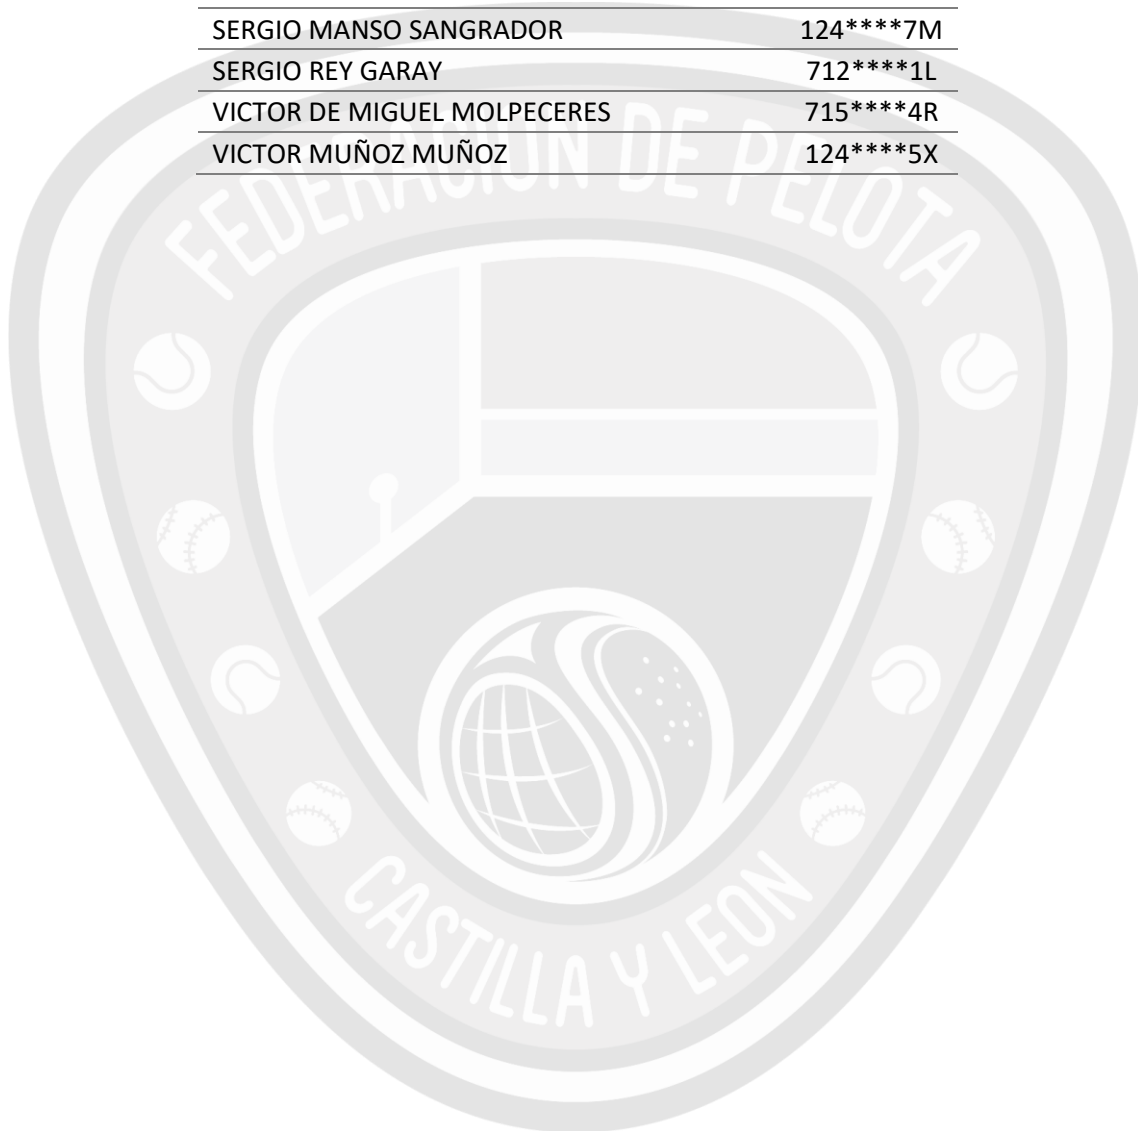 SERGIO MANSO SANGRADOR 124****7M
SERGIO REY GARAY 712****1L
VICTOR DE MIGUEL MOLPECERES 715****4R
VICTOR MUÑOZ MUÑOZ 124****5X
FEDERACION DE PELOTA
CASTILLA Y LEON